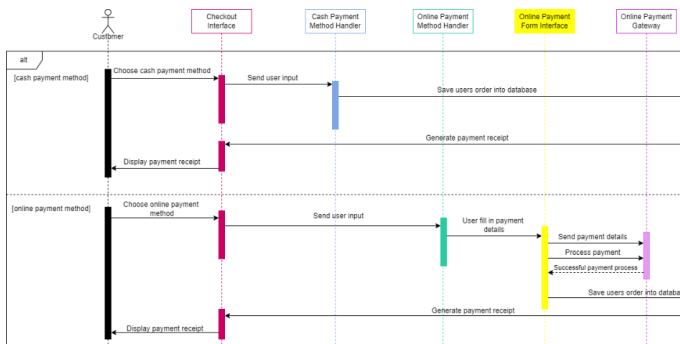 Customer
Checkout
Interface
Cash Payment
Method Handler
Online Payment
Method Handler
Online Payment
Form Interface
Online Payment
Gateway
alt
[cash payment method]
Choose cash payment method
Send user input
Save users order into database
Generate payment receipt
Display payment receipt
[online payment method]
Choose online payment
method
Send user input
User fill in payment
details
Send payment details
Process payment
Successful payment process
Save users order into databa
Generate payment receipt
Display payment receipt